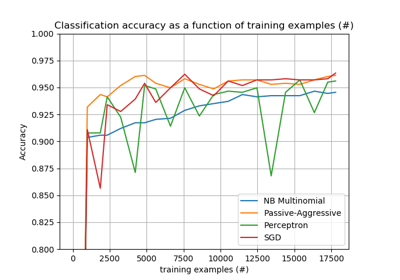 Classification accuracy as a function of training examples (#)
1.000
0.975
0.950
0.925
0.900
0.875
0.850
0.825
0.800
Accuracy
NB Multinomial
Passive-Aggressive
Perceptron
SGD
0 2500 5000 7500 10000 12500 15000 17500
training examples (#)